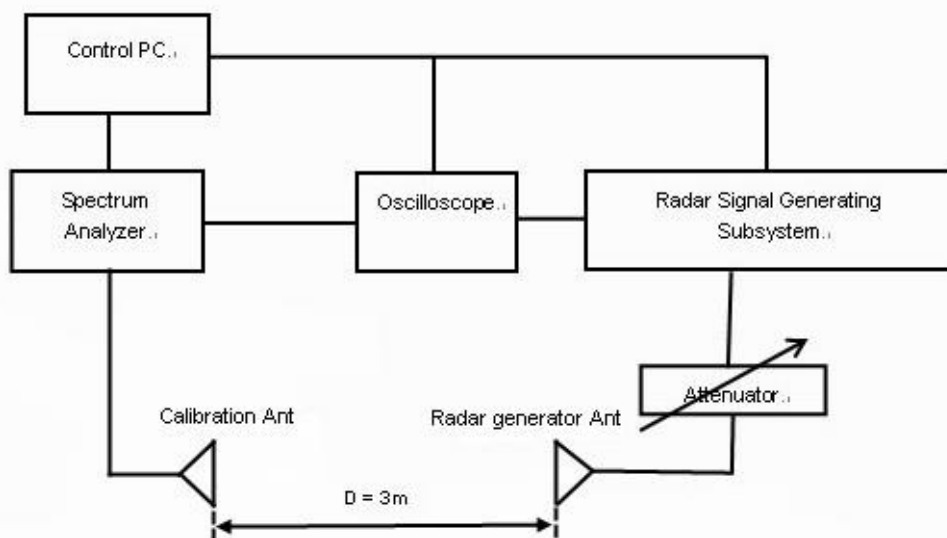 Control PC.
Spectrum
Analyzer.
Oscilloscope.
Radar Signal Generating
Subsystem.
Attenuator.
Calibration Ant
Radar generator Ant
D = 3m